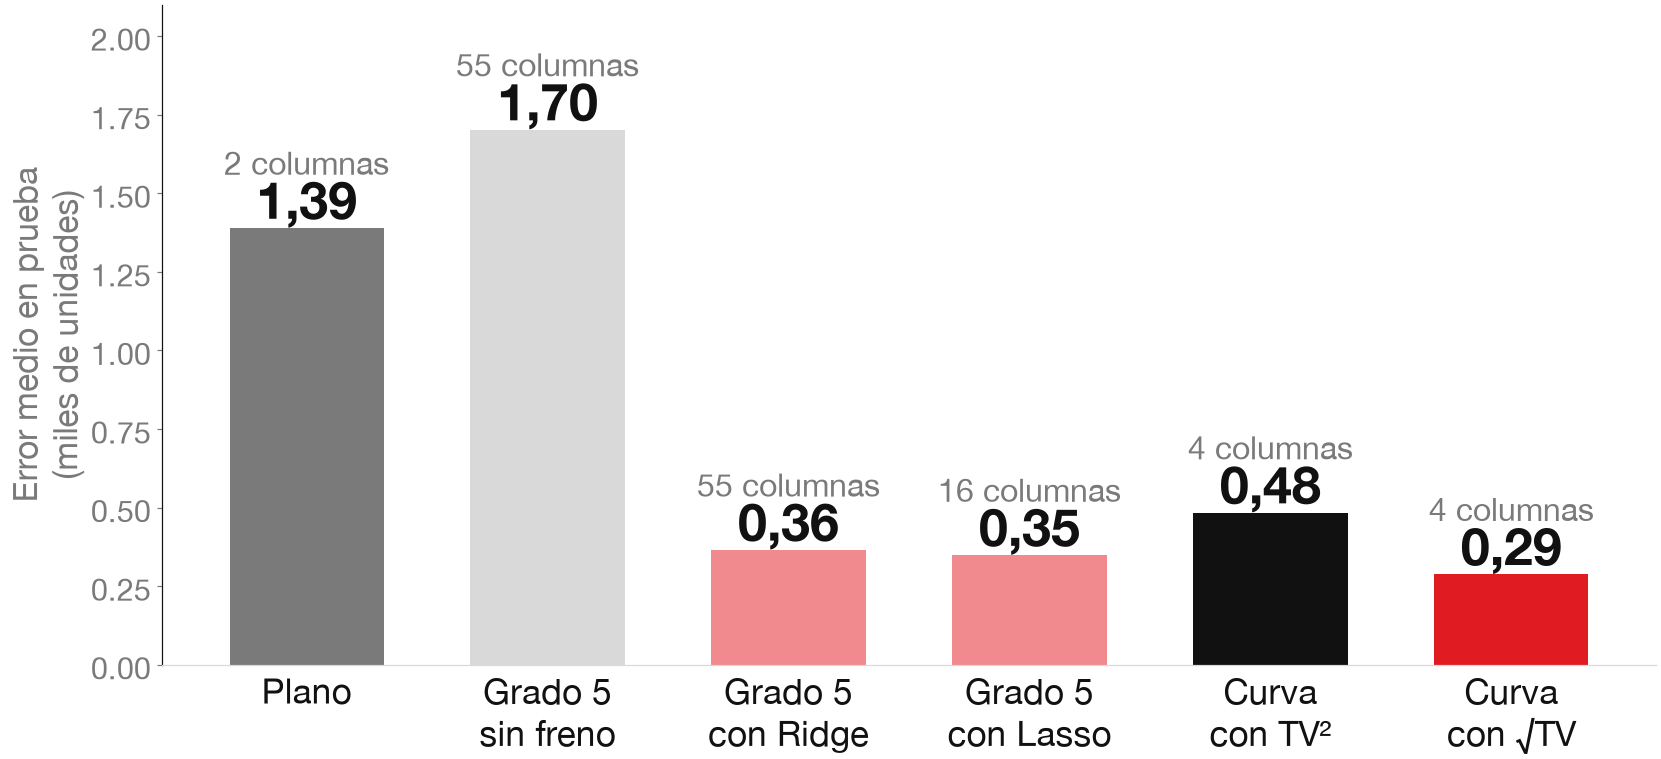 Error medio en prueba
(miles de unidades)
2.00
1.75
1.50
1.25
1.00
0.75
0.50
0.25
0.00
2 columnas
1,39
55 columnas
1,70
55 columnas
0,36
16 columnas
0,35
4 columnas
0,48
4 columnas
0,29
Plano
Grado 5
sin freno
Grado 5
con Ridge
Grado 5
con Lasso
Curva
con TV²
Curva
con √TV